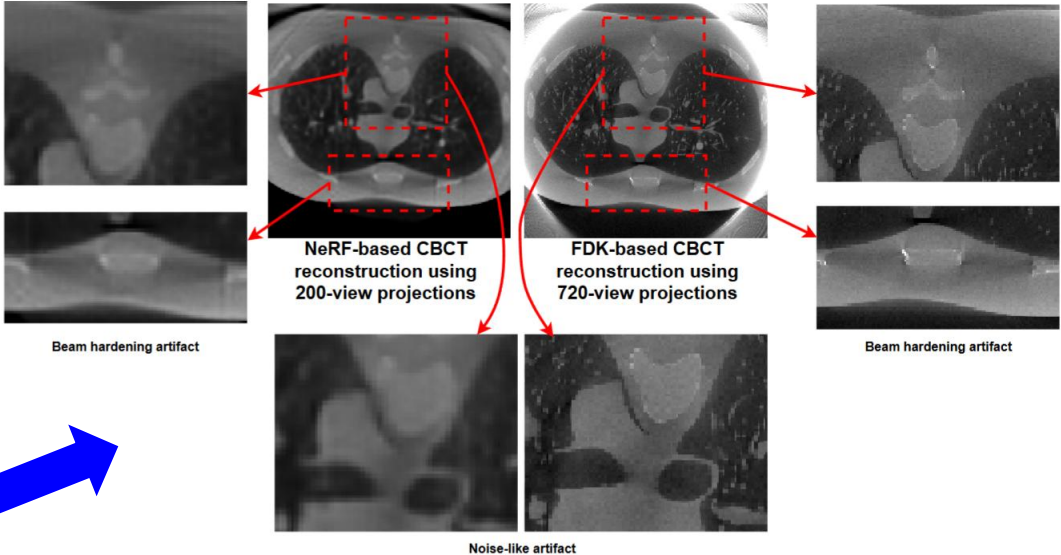 NeRF-based CBCT
reconstruction using
200-view projections
FDK-based CBCT
reconstruction using
720-view projections
Beam hardening artifact
Beam hardening artifact
Noise-like artifact